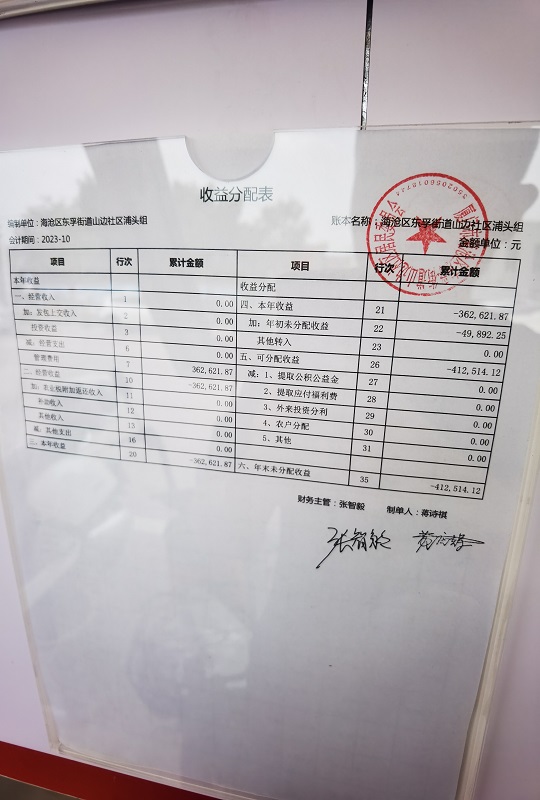 收益分配表
编制单位：海沧区东孚街道山边社区浦头组 账本名称：海沧区东孚街道山边社区浦头组
会计期间：2023-10 金额单位：元
项目 行次 累计金额 项目 行次 累计金额
本年收益 收益分配
一、经营收入 1 0.00 四、本年收益 21 -362,621.87
加：发包上交收入 2 0.00 加：年初未分配收益 22 -49,892.25
投资收益 3 0.00 其他转入 23 0.00
减：经营支出 6 0.00 五、可分配收益 26 -412,514.12
管理费用 7 362,621.87 减：1、提取公积公益金 27 0.00
二、经营收益 10 -362,621.87 2、提取应付福利费 28 0.00
加：农业税附加返还收入 11 0.00 3、外来投资分利 29 0.00
补助收入 12 0.00 4、农户分配 30 0.00
其他收入 13 0.00 5、其他 31 0.00
减：其他支出 16 0.00
三、本年收益 20 -362,621.87 六、年末未分配收益 35 -412,514.12
财务主管：张智毅 制单人：蒋诗棋
张智毅